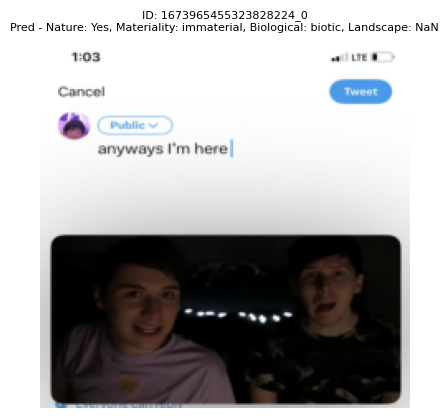 ID: 1673965455323828224_0
Pred - Nature: Yes, Materiality: immaterial, Biological: biotic, Landscape: NaN
1:03
LTE
Cancel
Tweet
Public
anyways I'm here
Everyone can reply